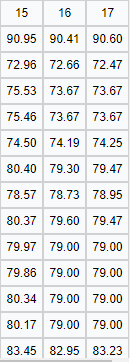 15 16 17
90.95 90.41 90.60
72.96 72.66 72.47
75.53 73.67 73.67
75.46 73.67 73.67
74.50 74.19 74.25
80.40 79.30 79.47
78.57 78.73 78.95
80.37 79.60 79.47
79.97 79.00 79.00
79.86 79.00 79.00
80.34 79.00 79.00
80.17 79.00 79.00
83.45 82.95 83.23